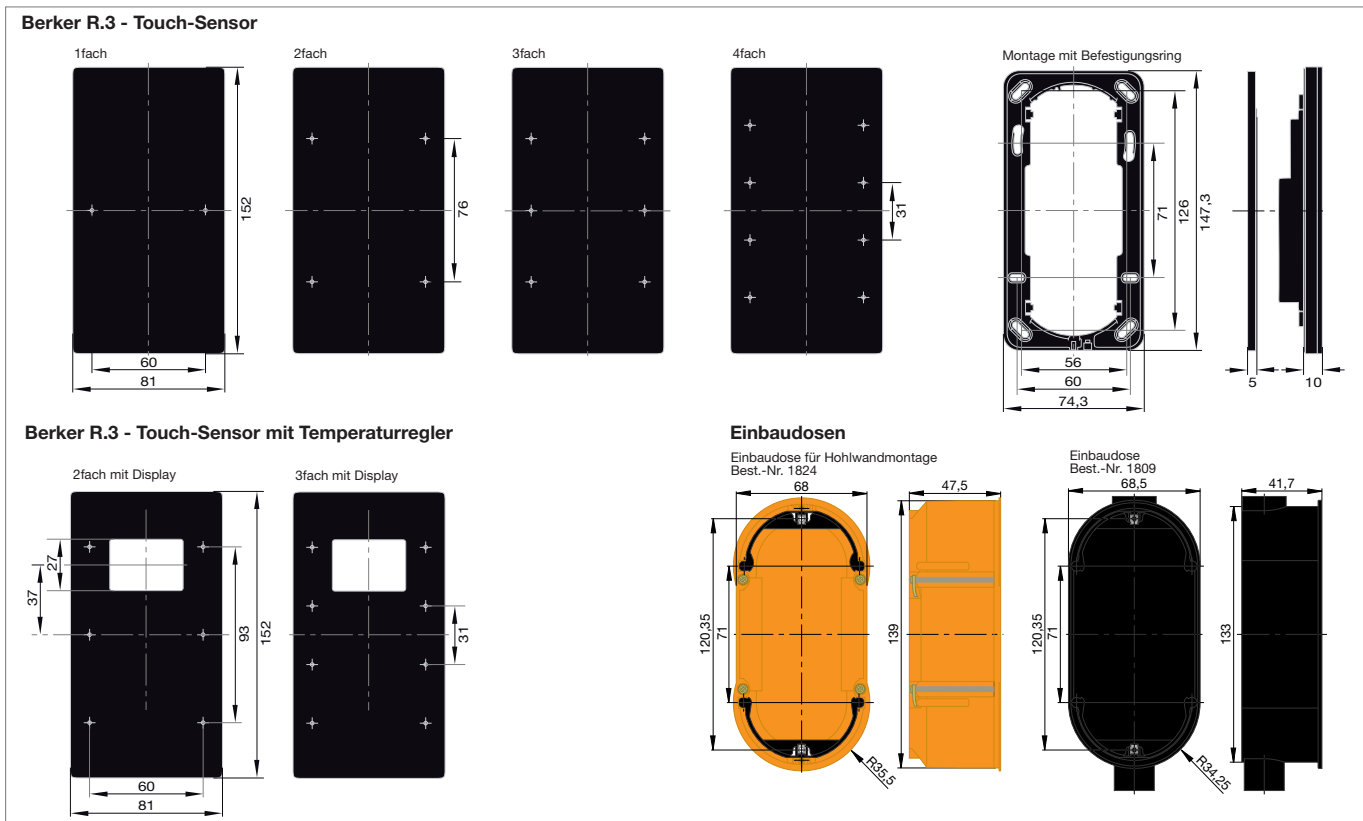 Berker R.3 - Touch-Sensor
1fach
2fach
3fach
4fach
Montage mit Befestigungsring
152
76
31
71
126
147,3
60
81
56
60
74,3
5
10
Berker R.3 - Touch-Sensor mit Temperaturregler
2fach mit Display
3fach mit Display
27
37
93
152
31
60
81
Einbaudosen
Einbaudose für Hohlwandmontage
Best.-Nr. 1824
68
47,5
120,35
71
139
R35,5
Einbaudose
Best.-Nr. 1809
68,5
41,7
120,35
71
133
R34,25